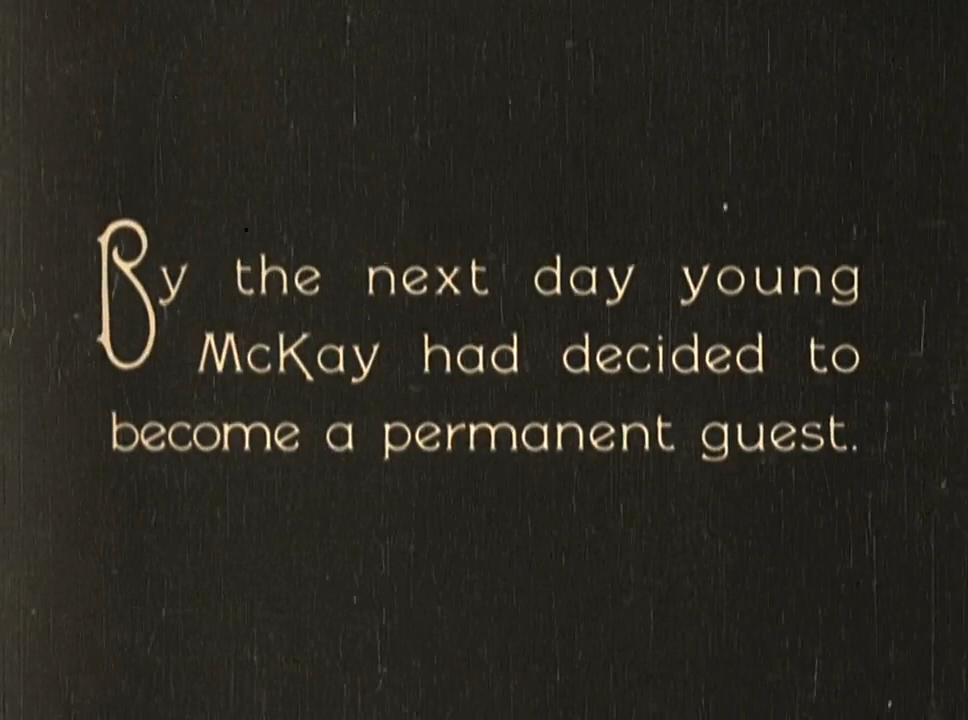 By the next day young
McKay had decided to
become a permanent guest.